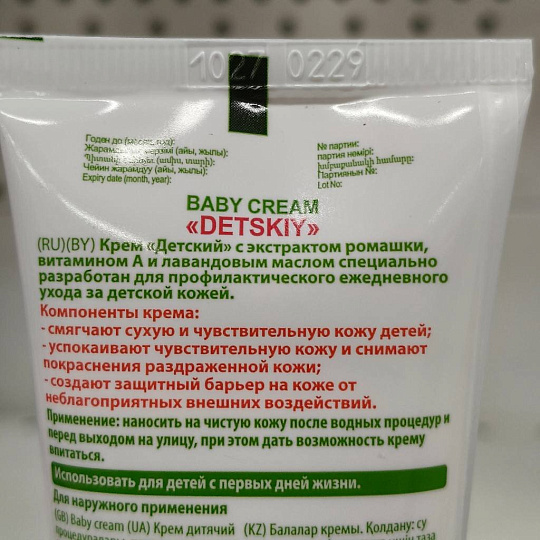 1027 0229
Годен до (месяц, год):
(айы, жылы):
(ամիս, տարի):
Чейин жарамдуу (айы, жылы):
Expiry date (month, year):
№ партии:
партия нөмірі:
խմբաքանակի համարը:
Партиянын №:
Lot No:
BABY CREAM
«DETSKIY»
(RU)(BY) Крем «Детский» с экстрактом ромашки,
витамином А и лавандовым маслом специально
разработан для профилактического ежедневного
ухода за детской кожей.
Компоненты крема:
- смягчают сухую и чувствительную кожу детей;
- успокаивают чувствительную кожу и снимают
покраснения раздраженной кожи;
- создают защитный барьер на коже от
неблагоприятных внешних воздействий.
Применение: наносить на чистую кожу после водных процедур и
перед выходом на улицу, при этом дать возможность крему
впитаться.
Использовать для детей с первых дней жизни.
Для наружного применения
(GB) Baby cream (UA) Крем дитячий (KZ) Балалар кремы. Қолдану: су